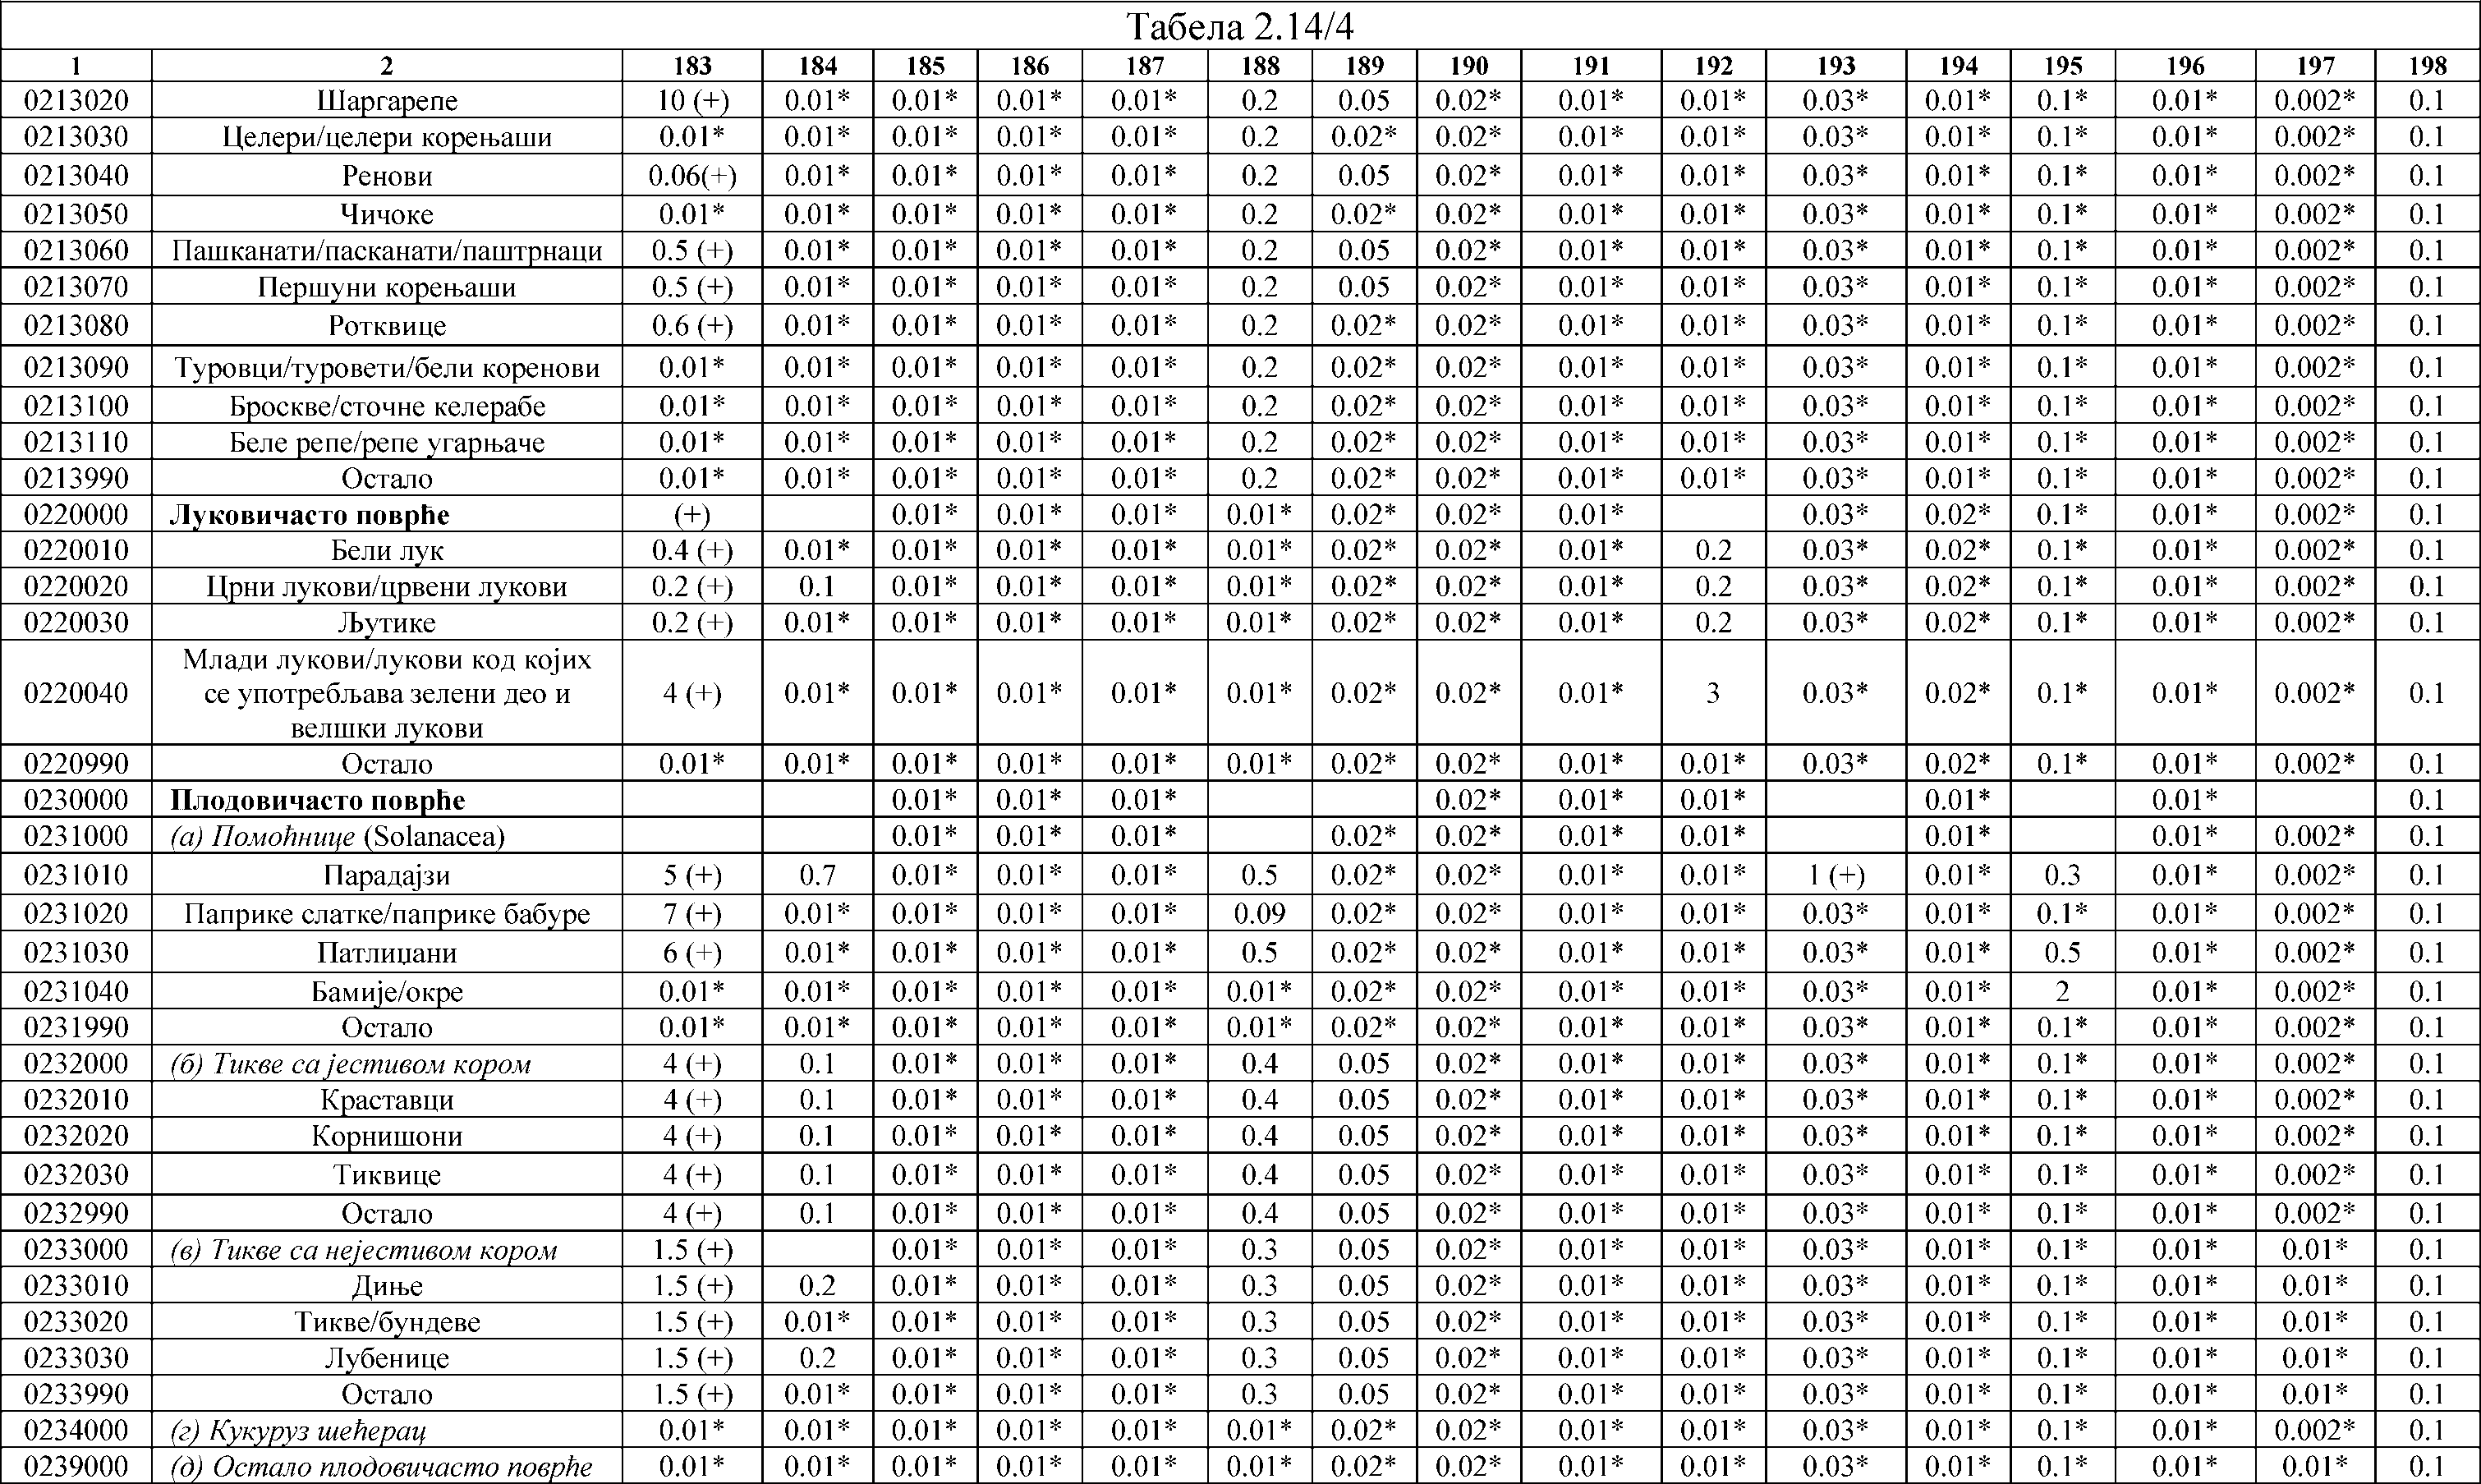 Табела 2.14/4
1 2 183 184 185 186 187 188 189 190 191 192 193 194 195 196 197 198
0213020 Шаргарепе 10 (+) 0.01* 0.01* 0.01* 0.01* 0.2 0.05 0.02* 0.01* 0.01* 0.03* 0.01* 0.1* 0.01* 0.002* 0.1
0213030 Целери/целери корењаши 0.01* 0.01* 0.01* 0.01* 0.01* 0.2 0.02* 0.02* 0.01* 0.01* 0.03* 0.01* 0.1* 0.01* 0.002* 0.1
0213040 Ренови 0.06(+) 0.01* 0.01* 0.01* 0.01* 0.2 0.05 0.02* 0.01* 0.01* 0.03* 0.01* 0.1* 0.01* 0.002* 0.1
0213050 Чичоке 0.01* 0.01* 0.01* 0.01* 0.01* 0.2 0.02* 0.02* 0.01* 0.01* 0.03* 0.01* 0.1* 0.01* 0.002* 0.1
0213060 Пашканати/пасканати/паштрнаци 0.5 (+) 0.01* 0.01* 0.01* 0.01* 0.2 0.05 0.02* 0.01* 0.01* 0.03* 0.01* 0.1* 0.01* 0.002* 0.1
0213070 Першуни корењаши 0.5 (+) 0.01* 0.01* 0.01* 0.01* 0.2 0.05 0.02* 0.01* 0.01* 0.03* 0.01* 0.1* 0.01* 0.002* 0.1
0213080 Ротквице 0.6 (+) 0.01* 0.01* 0.01* 0.01* 0.2 0.02* 0.02* 0.01* 0.01* 0.03* 0.01* 0.1* 0.01* 0.002* 0.1
0213090 Туровци/туровети/бели коренови 0.01* 0.01* 0.01* 0.01* 0.01* 0.2 0.02* 0.02* 0.01* 0.01* 0.03* 0.01* 0.1* 0.01* 0.002* 0.1
0213100 Броскве/сточне келерабе 0.01* 0.01* 0.01* 0.01* 0.01* 0.2 0.02* 0.02* 0.01* 0.01* 0.03* 0.01* 0.1* 0.01* 0.002* 0.1
0213110 Беле репе/репе угарњаче 0.01* 0.01* 0.01* 0.01* 0.01* 0.2 0.02* 0.02* 0.01* 0.01* 0.03* 0.01* 0.1* 0.01* 0.002* 0.1
0213990 Остало 0.01* 0.01* 0.01* 0.01* 0.01* 0.2 0.02* 0.02* 0.01* 0.01* 0.03* 0.01* 0.1* 0.01* 0.002* 0.1
0220000 Луковичасто поврће (+) 0.01* 0.01* 0.01* 0.01* 0.02* 0.02* 0.01* 0.03* 0.02* 0.1* 0.01* 0.002* 0.1
0220010 Бели лук 0.4 (+) 0.01* 0.01* 0.01* 0.01* 0.01* 0.02* 0.02* 0.01* 0.2 0.03* 0.02* 0.1* 0.01* 0.002* 0.1
0220020 Црни лукови/црвени лукови 0.2 (+) 0.1 0.01* 0.01* 0.01* 0.01* 0.02* 0.02* 0.01* 0.2 0.03* 0.02* 0.1* 0.01* 0.002* 0.1
0220030 Љутике 0.2 (+) 0.01* 0.01* 0.01* 0.01* 0.01* 0.02* 0.02* 0.01* 0.2 0.03* 0.02* 0.1* 0.01* 0.002* 0.1
Млади лукови/лукови код којих
0220040 се употребљава зелени део и 4 (+) 0.01* 0.01* 0.01* 0.01* 0.01* 0.02* 0.02* 0.01* 3 0.03* 0.02* 0.1* 0.01* 0.002* 0.1
велшки лукови
0220990 Остало 0.01* 0.01* 0.01* 0.01* 0.01* 0.01* 0.02* 0.02* 0.01* 0.01* 0.03* 0.02* 0.1* 0.01* 0.002* 0.1
0230000 Плодовичасто поврће 0.01* 0.01* 0.01* 0.02* 0.01* 0.01* 0.01* 0.01* 0.1
0231000 (а) Помоћнице (Solanacea) 0.01* 0.01* 0.01* 0.02* 0.02* 0.01* 0.01* 0.01* 0.01* 0.002* 0.1
0231010 Парадајзи 5 (+) 0.7 0.01* 0.01* 0.01* 0.5 0.02* 0.02* 0.01* 0.01* 1 (+) 0.01* 0.3 0.01* 0.002* 0.1
0231020 Паприке слатке/паприке бабуре 7 (+) 0.01* 0.01* 0.01* 0.01* 0.09 0.02* 0.02* 0.01* 0.01* 0.03* 0.01* 0.1* 0.01* 0.002* 0.1
0231030 Патлиџани 6 (+) 0.01* 0.01* 0.01* 0.01* 0.5 0.02* 0.02* 0.01* 0.01* 0.03* 0.01* 0.5 0.01* 0.002* 0.1
0231040 Бамије/окре 0.01* 0.01* 0.01* 0.01* 0.01* 0.01* 0.02* 0.02* 0.01* 0.01* 0.03* 0.01* 2 0.01* 0.002* 0.1
0231990 Остало 0.01* 0.01* 0.01* 0.01* 0.01* 0.01* 0.02* 0.02* 0.01* 0.01* 0.03* 0.01* 0.1* 0.01* 0.002* 0.1
0232000 (б) Тикве са јестивом кором 4 (+) 0.1 0.01* 0.01* 0.01* 0.4 0.05 0.02* 0.01* 0.01* 0.03* 0.01* 0.1* 0.01* 0.002* 0.1
0232010 Краставци 4 (+) 0.1 0.01* 0.01* 0.01* 0.4 0.05 0.02* 0.01* 0.01* 0.03* 0.01* 0.1* 0.01* 0.002* 0.1
0232020 Корнишони 4 (+) 0.1 0.01* 0.01* 0.01* 0.4 0.05 0.02* 0.01* 0.01* 0.03* 0.01* 0.1* 0.01* 0.002* 0.1
0232030 Тиквице 4 (+) 0.1 0.01* 0.01* 0.01* 0.4 0.05 0.02* 0.01* 0.01* 0.03* 0.01* 0.1* 0.01* 0.002* 0.1
0232990 Остало 4 (+) 0.1 0.01* 0.01* 0.01* 0.4 0.05 0.02* 0.01* 0.01* 0.03* 0.01* 0.1* 0.01* 0.002* 0.1
0233000 (в) Тикве са нејестивом кором 1.5 (+) 0.01* 0.01* 0.01* 0.3 0.05 0.02* 0.01* 0.01* 0.03* 0.01* 0.1* 0.01* 0.01* 0.1
0233010 Диње 1.5 (+) 0.2 0.01* 0.01* 0.01* 0.3 0.05 0.02* 0.01* 0.01* 0.03* 0.01* 0.1* 0.01* 0.01* 0.1
0233020 Тикве/бундеве 1.5 (+) 0.01* 0.01* 0.01* 0.01* 0.3 0.05 0.02* 0.01* 0.01* 0.03* 0.01* 0.1* 0.01* 0.01* 0.1
0233030 Лубенице 1.5 (+) 0.2 0.01* 0.01* 0.01* 0.3 0.05 0.02* 0.01* 0.01* 0.03* 0.01* 0.1* 0.01* 0.01* 0.1
0233990 Остало 1.5 (+) 0.01* 0.01* 0.01* 0.01* 0.3 0.05 0.02* 0.01* 0.01* 0.03* 0.01* 0.1* 0.01* 0.01* 0.1
0234000 (г) Кукуруз шећерац 0.01* 0.01* 0.01* 0.01* 0.01* 0.01* 0.02* 0.02* 0.01* 0.01* 0.03* 0.01* 0.1* 0.01* 0.002* 0.1
0239000 (д) Остало плодовичасто поврће 0.01* 0.01* 0.01* 0.01* 0.01* 0.01* 0.02* 0.02* 0.01* 0.01* 0.03* 0.01* 0.1* 0.01* 0.01* 0.1